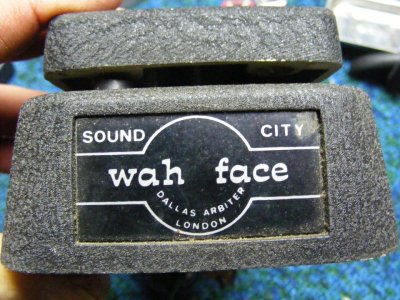 SOUND CITY
wah face
DALLAS ARBITER
LONDON